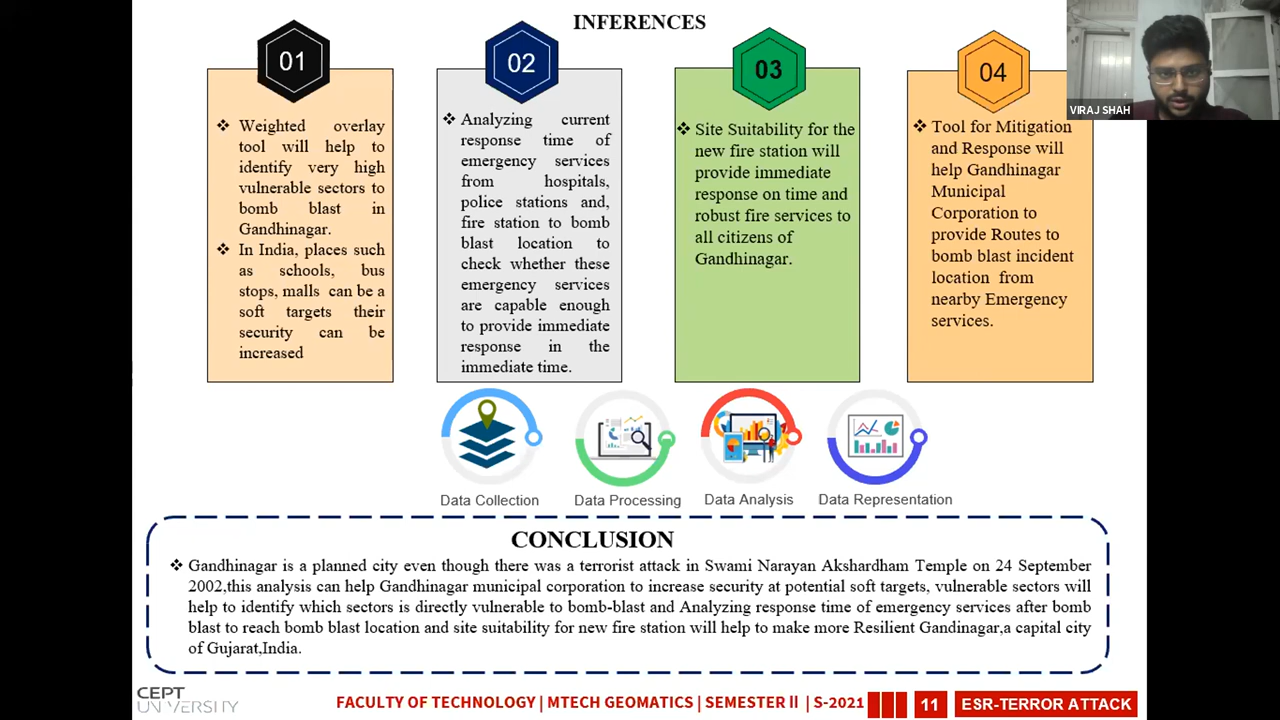 INFERENCES
01
Weighted overlay
tool will help to
identify very high
vulnerable sectors to
bomb blast in
Gandhinagar.
In India, places such
as schools, bus
stops, malls can be a
soft targets their
security can be
increased
02
Analyzing current
response time of
emergency services
from hospitals,
police stations and,
fire station to bomb
blast location to
check whether these
emergency services
are capable enough
to provide immediate
response in the
immediate time.
03
Site Suitability for the
new fire station will
provide immediate
response on time and
robust fire services to
all citizens of
Gandhinagar.
04
Tool for Mitigation
and Response will
help Gandhinagar
Municipal
Corporation to
provide Routes to
bomb blast incident
location from
nearby Emergency
services.
VIRAJ SHAH
Data Collection
Data Processing
Data Analysis
Data Representation
CONCLUSION
Gandhinagar is a planned city even though there was a terrorist attack in Swami Narayan Akshardham Temple on 24 September
2002,this analysis can help Gandhinagar municipal corporation to increase security at potential soft targets, vulnerable sectors will
help to identify which sectors is directly vulnerable to bomb-blast and Analyzing response time of emergency services after bomb
blast to reach bomb blast location and site suitability for new fire station will help to make more Resilient Gandinagar,a capital city
of Gujarat,India.
CEPT
UNIVERSITY
FACULTY OF TECHNOLOGY | MTECH GEOMATICS | SEMESTER II | S-2021
11
ESR-TERROR ATTACK